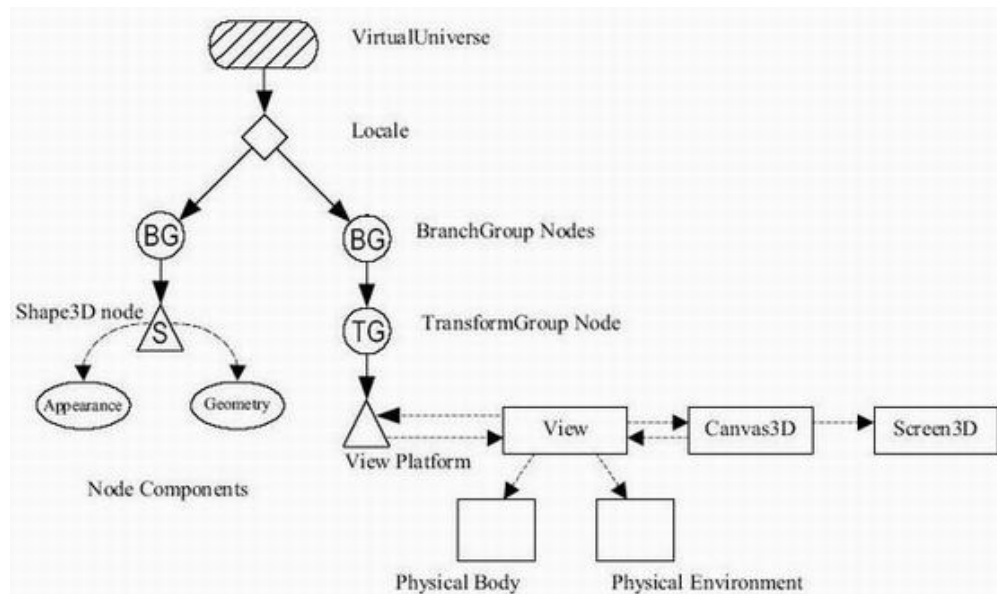 VirtualUniverse
Locale
BG
BG
BranchGroup Nodes
Shape3D node
S
TG
TransformGroup Node
Appearance
Geometry
View
Canvas3D
Screen3D
View Platform
Node Components
Physical Body
Physical Environment